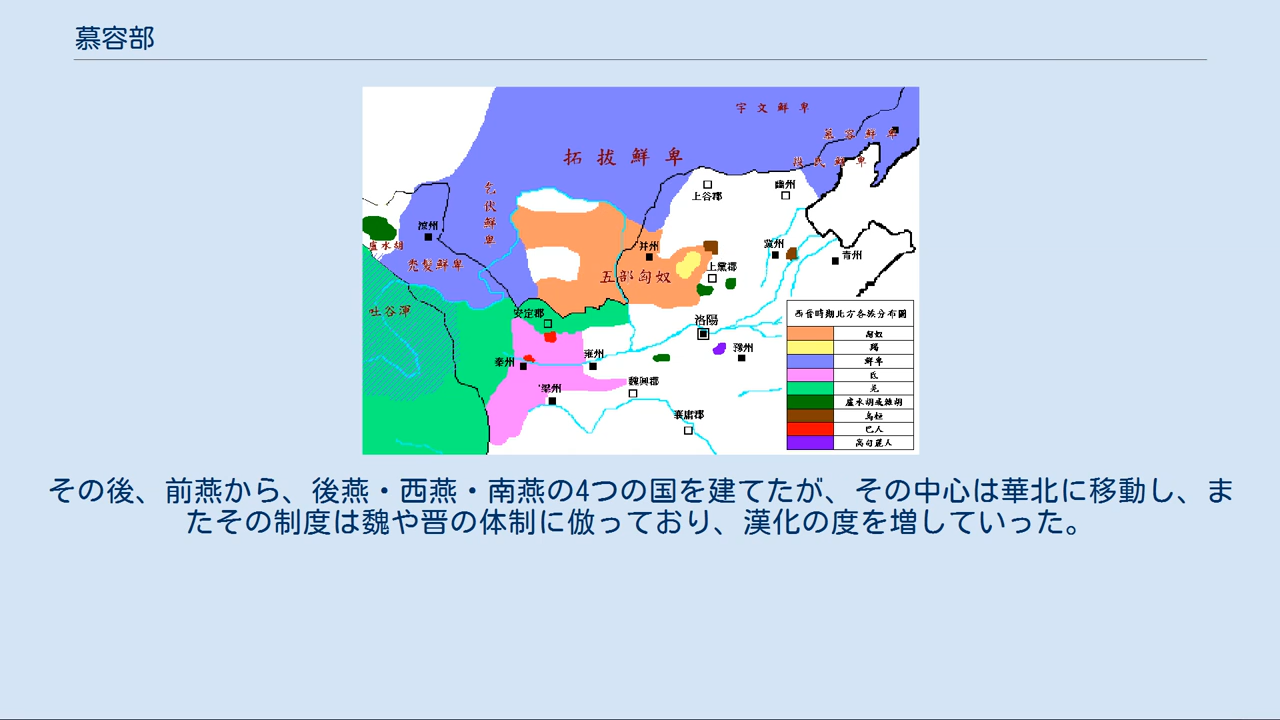 慕容部
宇文鮮卑
慕容鮮卑
拓拔鮮卑
段氏鮮卑
乞伏鮮卑
上谷郡
幽州
涼州
盧水胡
禿髮鮮卑
并州
冀州
青州
五部匈奴
上黨郡
吐谷渾
安定郡
洛陽
豫州
秦州
雍州
梁州
魏興郡
襄庸郡
西晉時期北方各族分布圖
匈奴
羯
鮮卑
氐
羌
盧水胡或雜胡
烏桓
巴人
高句麗人
その後、前燕から、後燕・西燕・南燕の4つの国を建てたが、その中心は華北に移動し、ま
たその制度は魏や晋の体制に倣っており、漢化の度を増していった。